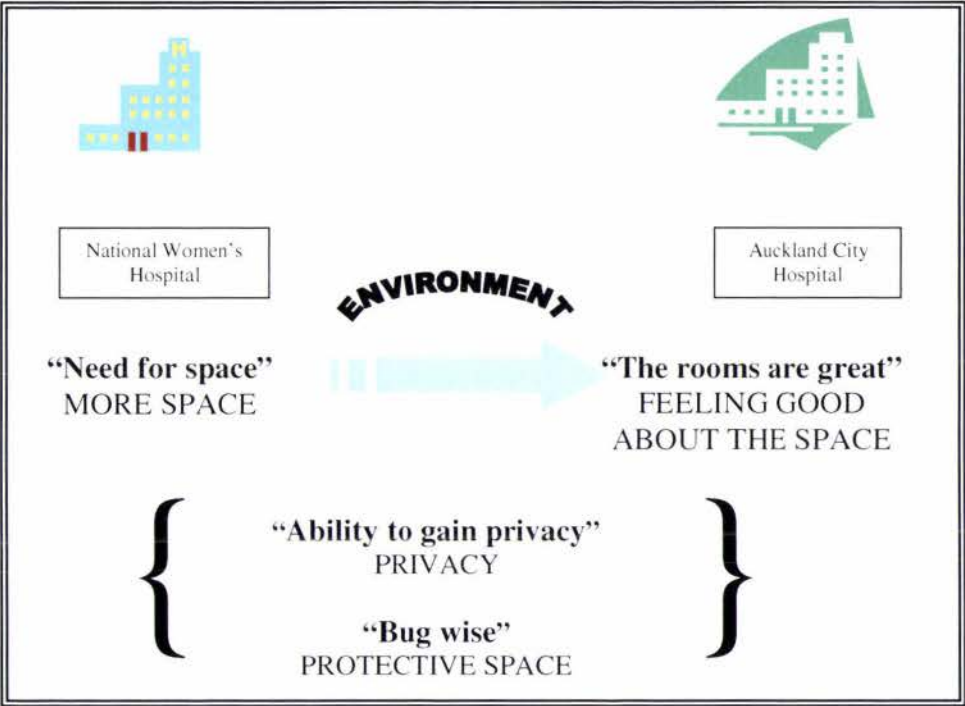 H
National Women's
Hospital
Auckland City
Hospital
ENVIRONMENT
“Need for space”
MORE SPACE
“The rooms are great”
FEELING GOOD
ABOUT THE SPACE
“Ability to gain privacy”
PRIVACY
“Bug wise”
PROTECTIVE SPACE